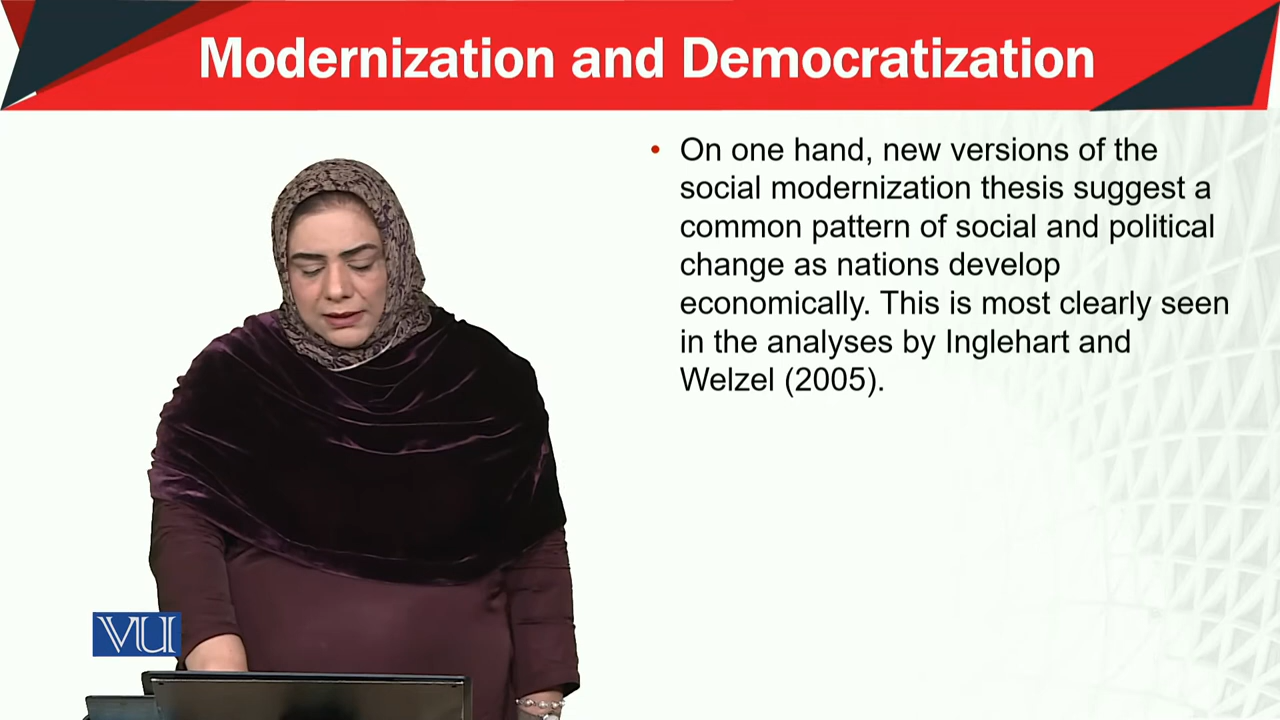 Modernization and Democratization
• On one hand, new versions of the
social modernization thesis suggest a
common pattern of social and political
change as nations develop
economically. This is most clearly seen
in the analyses by Inglehart and
Welzel (2005).
VU